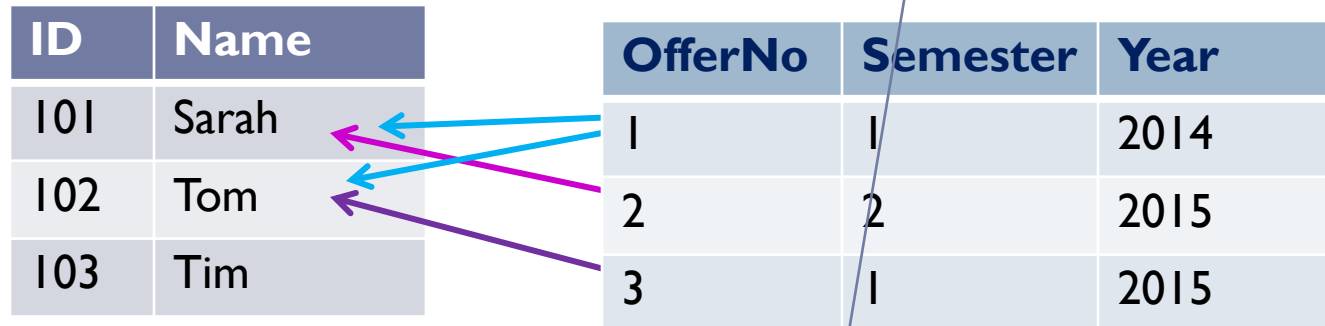 ID Name
101 Sarah
102 Tom
103 Tim
OfferNo Semester Year
1 1 2014
2 2 2015
3 1 2015